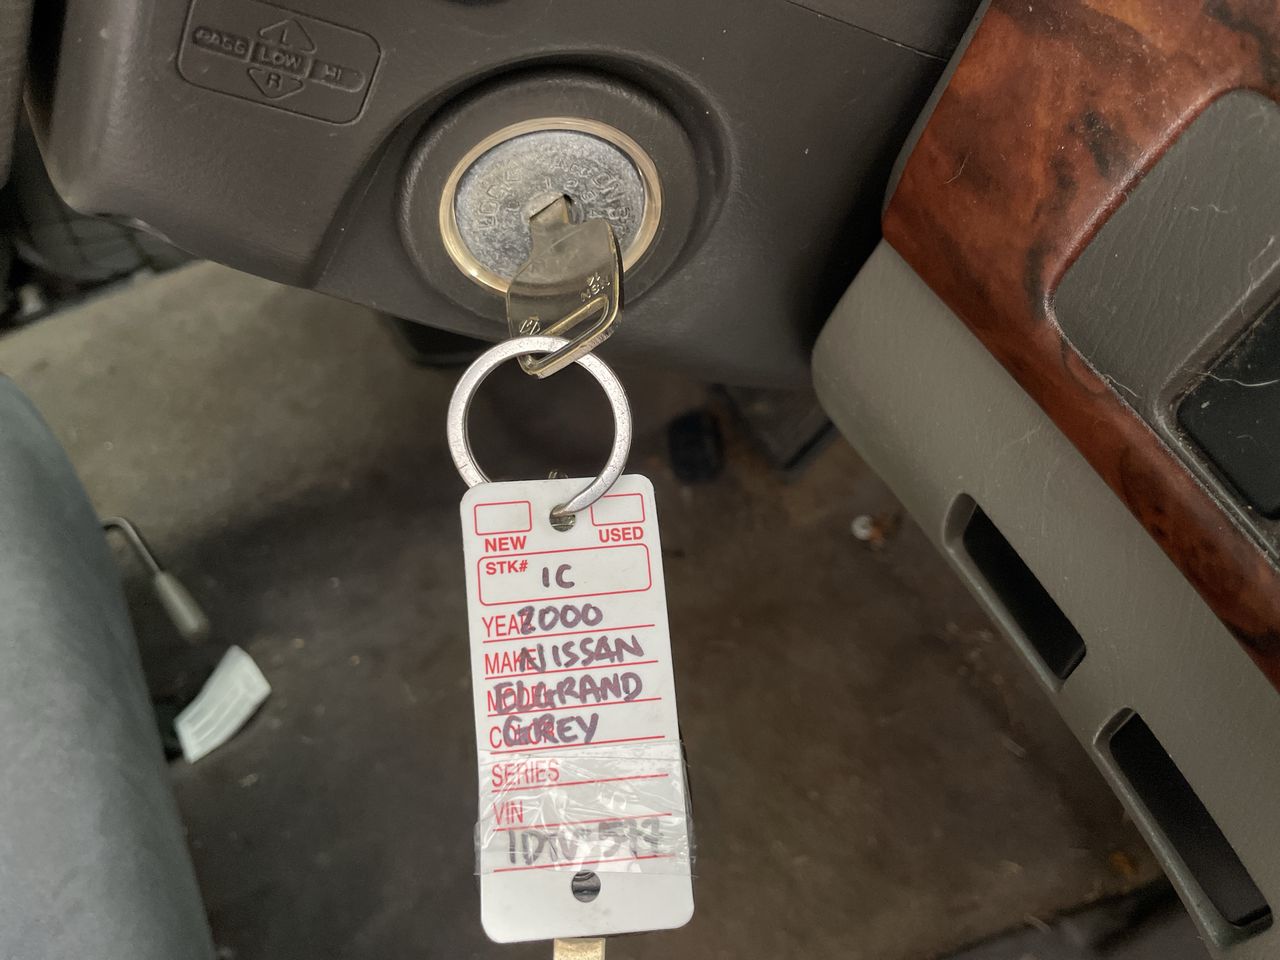 L
PASS LOW HI
R
NEW USED
STK# 1C
YEAR 2000
MAKE NISSAN
MODEL ELGRAND
COLOR GREY
SERIES
VIN